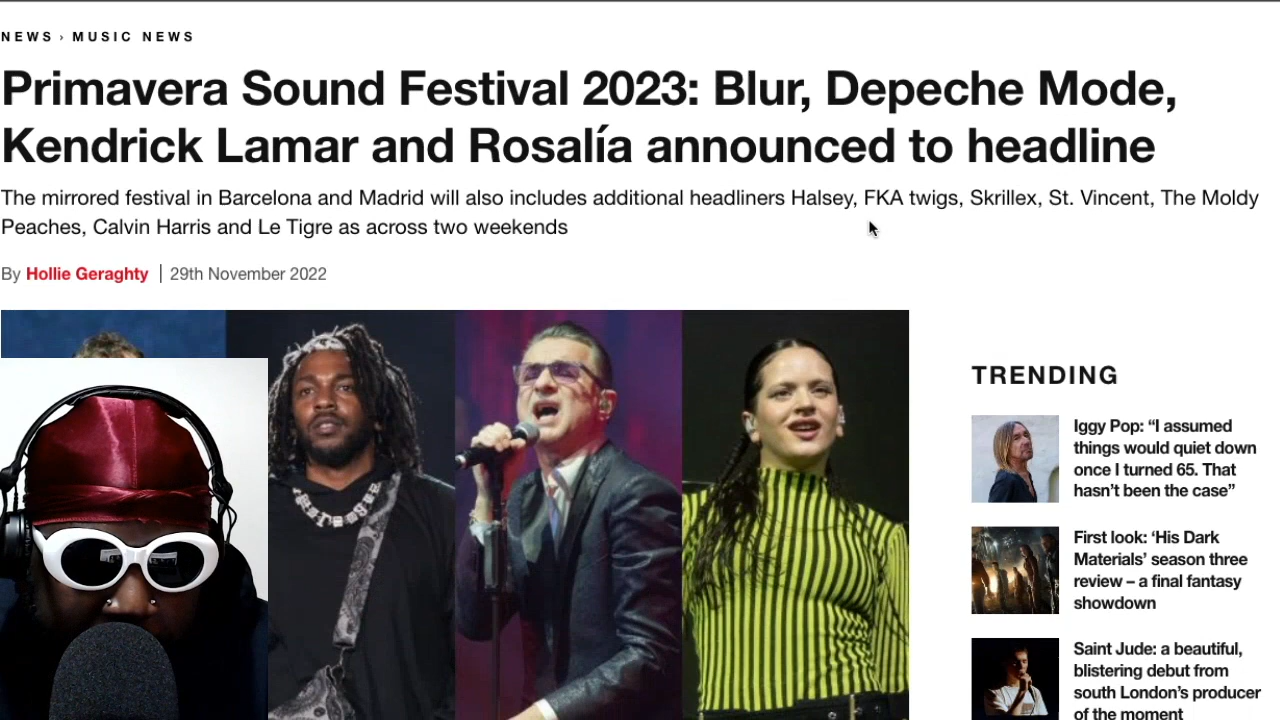 NEWS › MUSIC NEWS
Primavera Sound Festival 2023: Blur, Depeche Mode,
Kendrick Lamar and Rosalía announced to headline
The mirrored festival in Barcelona and Madrid will also includes additional headliners Halsey, FKA twigs, Skrillex, St. Vincent, The Moldy
Peaches, Calvin Harris and Le Tigre as across two weekends
By Hollie Geraghty | 29th November 2022
TRENDING
Iggy Pop: “I assumed
things would quiet down
once I turned 65. That
hasn’t been the case”
First look: ‘His Dark
Materials’ season three
review – a final fantasy
showdown
Saint Jude: a beautiful,
blistering debut from
south London’s producer
of the moment